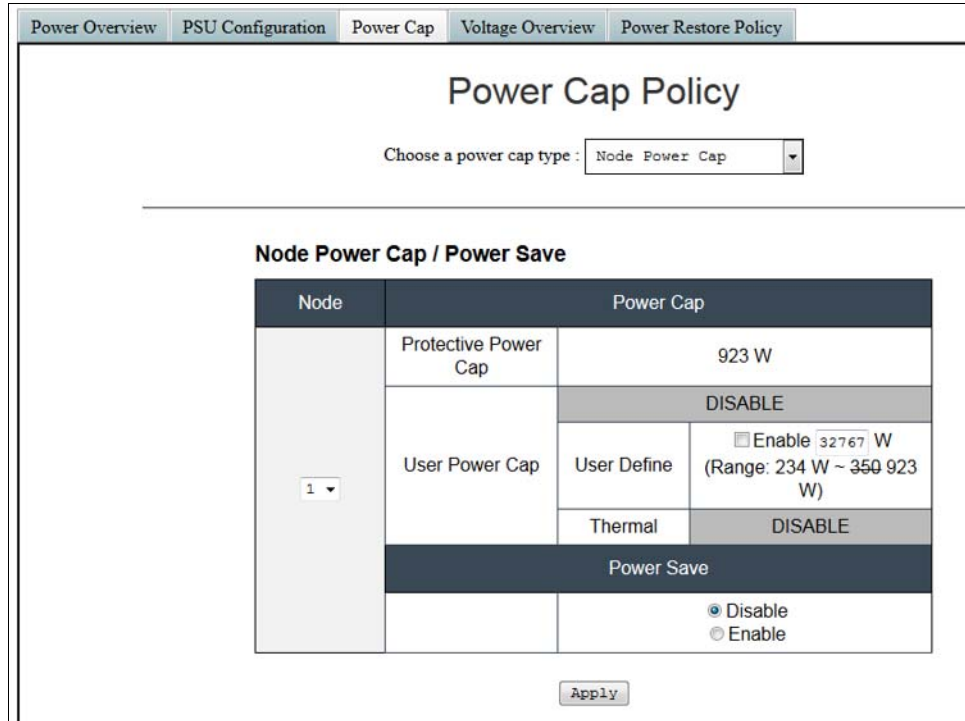 Power Overview PSU Configuration Power Cap Voltage Overview Power Restore Policy
Power Cap Policy
Choose a power cap type : Node Power Cap
Node Power Cap / Power Save
Node Power Cap
Protective Power
Cap
923 W
DISABLE
1
User Power Cap
User Define
Enable 32767 W
(Range: 234 W ~ 350 923
W)
Thermal DISABLE
Power Save
Disable
Enable
Apply